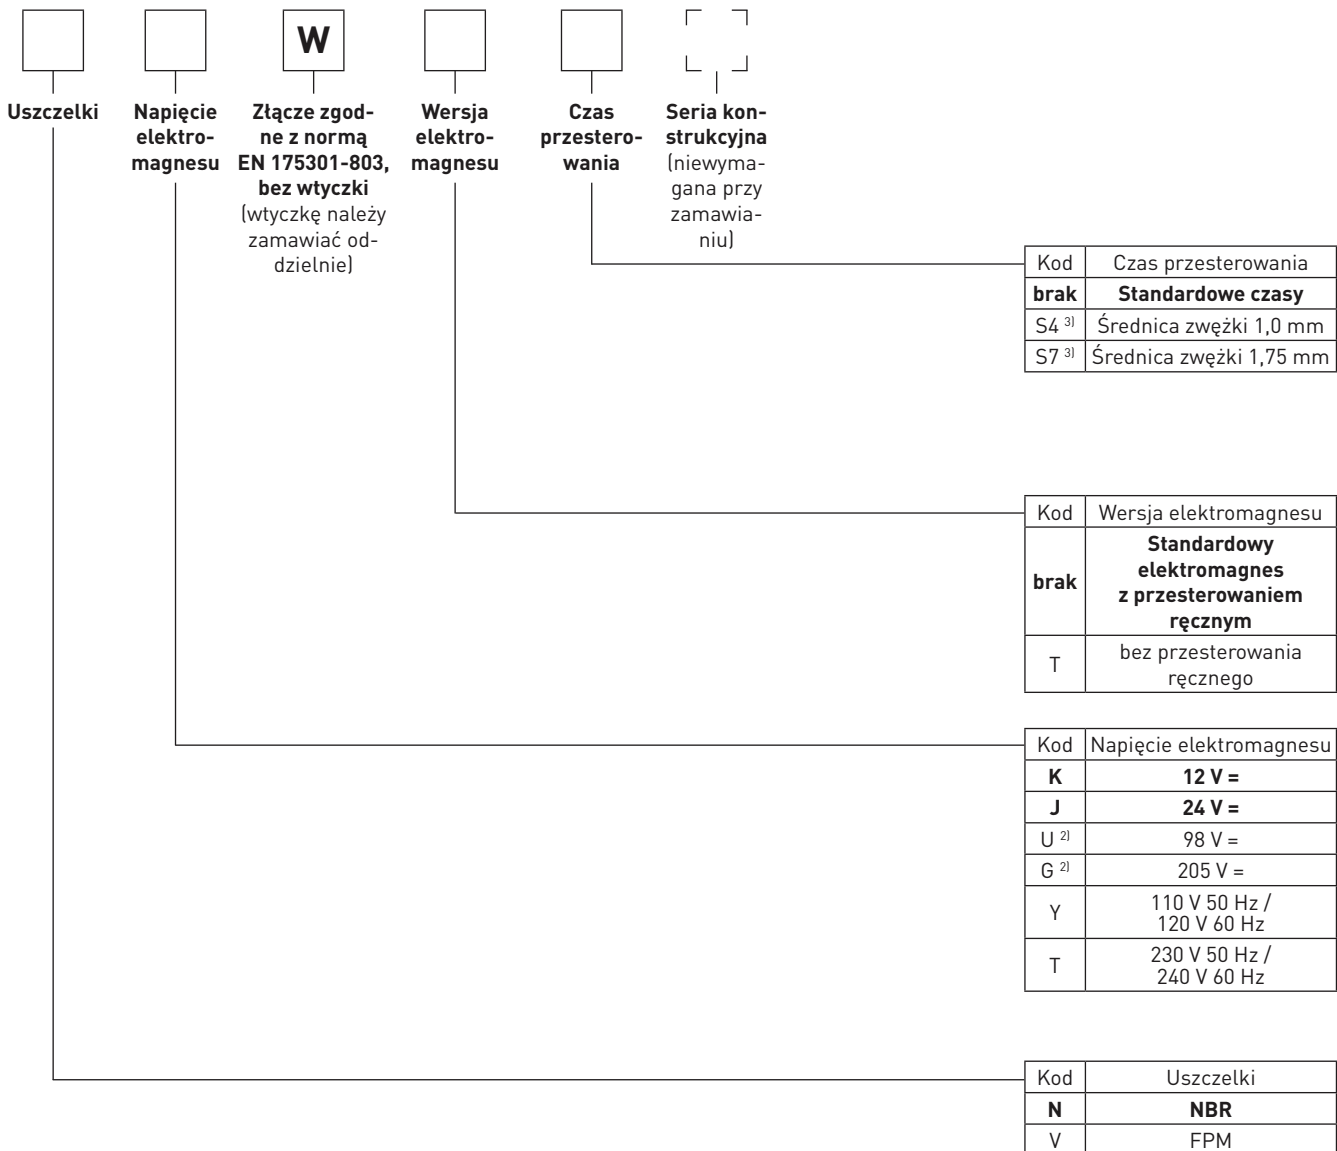 W
Uszczelki
Napięcie
elektro-
magnesu
Złącze zgod-
ne z normą
EN 175301-803,
bez wtyczki
(wtyczkę należy
zamawiać od-
dzielnie)
Wersja
elektro-
magnesu
Czas
przestero-
wania
Seria kon-
strukcyjna
(niewyma-
gana przy
zamawia-
niu)
Kod Czas przesterowania
brak Standardowe czasy
S4 3) Średnica zwężki 1,0 mm
S7 3) Średnica zwężki 1,75 mm
Kod Wersja elektromagnesu
brak
Standardowy
elektromagnes
z przesterowaniem
ręcznym
T
bez przesterowania
ręcznego
Kod Napięcie elektromagnesu
K 12 V =
J 24 V =
U 2) 98 V =
G 2) 205 V =
Y
110 V 50 Hz /
120 V 60 Hz
T
230 V 50 Hz /
240 V 60 Hz
Kod Uszczelki
N NBR
V FPM